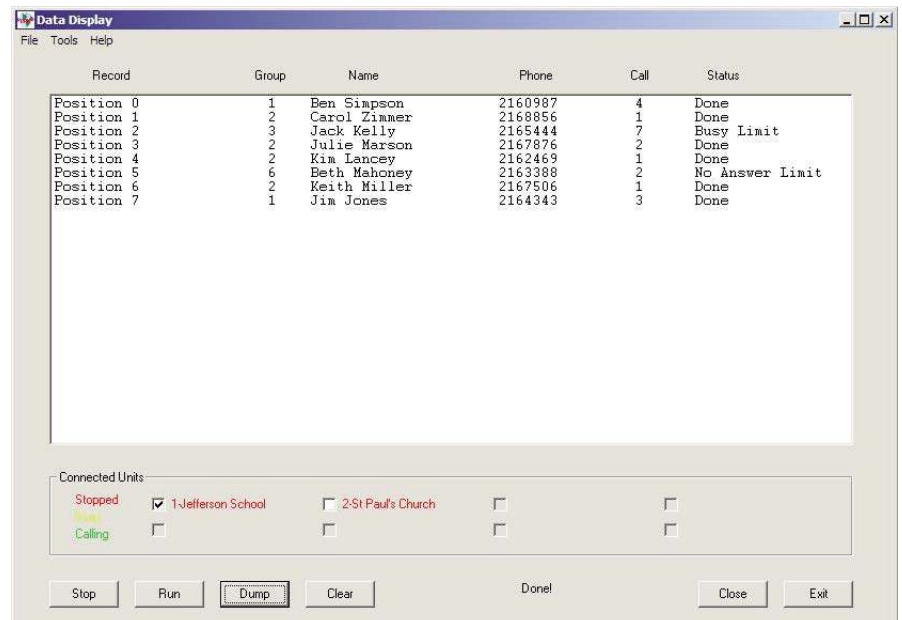 Data Display
File Tools Help
Record Group Name Phone Call Status
Position 0 1 Ben Simpson 2160987 4 Done
Position 1 2 Carol Zimmer 2168856 1 Done
Position 2 3 Jack Kelly 2165444 7 Busy Limit
Position 3 2 Julie Marson 2167876 2 Done
Position 4 2 Kim Lancey 2162469 1 Done
Position 5 6 Beth Mahoney 2163388 2 No Answer Limit
Position 6 2 Keith Miller 2167506 1 Done
Position 7 1 Jim Jones 2164343 3 Done
Connected Units
Stopped 1-Jefferson School 2-St Paul's Church
Calling
Stop Run Dump Clear Done! Close Exit